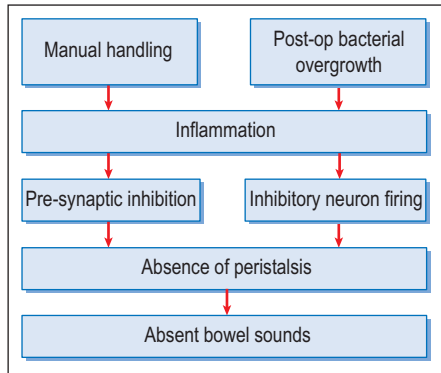 Manual handling
Post-op bacterial
overgrowth
Inflammation
Pre-synaptic inhibition
Inhibitory neuron firing
Absence of peristalsis
Absent bowel sounds